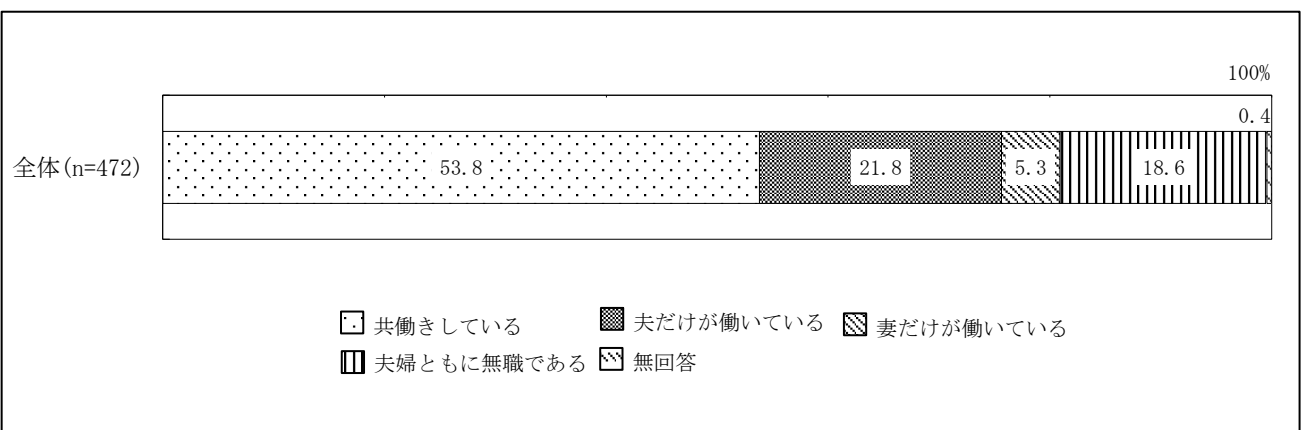 100%
0.4
全体(n=472) 53.8 21.8 5.3 18.6
共働きしている 夫だけが働いている 妻だけが働いている
夫婦ともに無職である 無回答